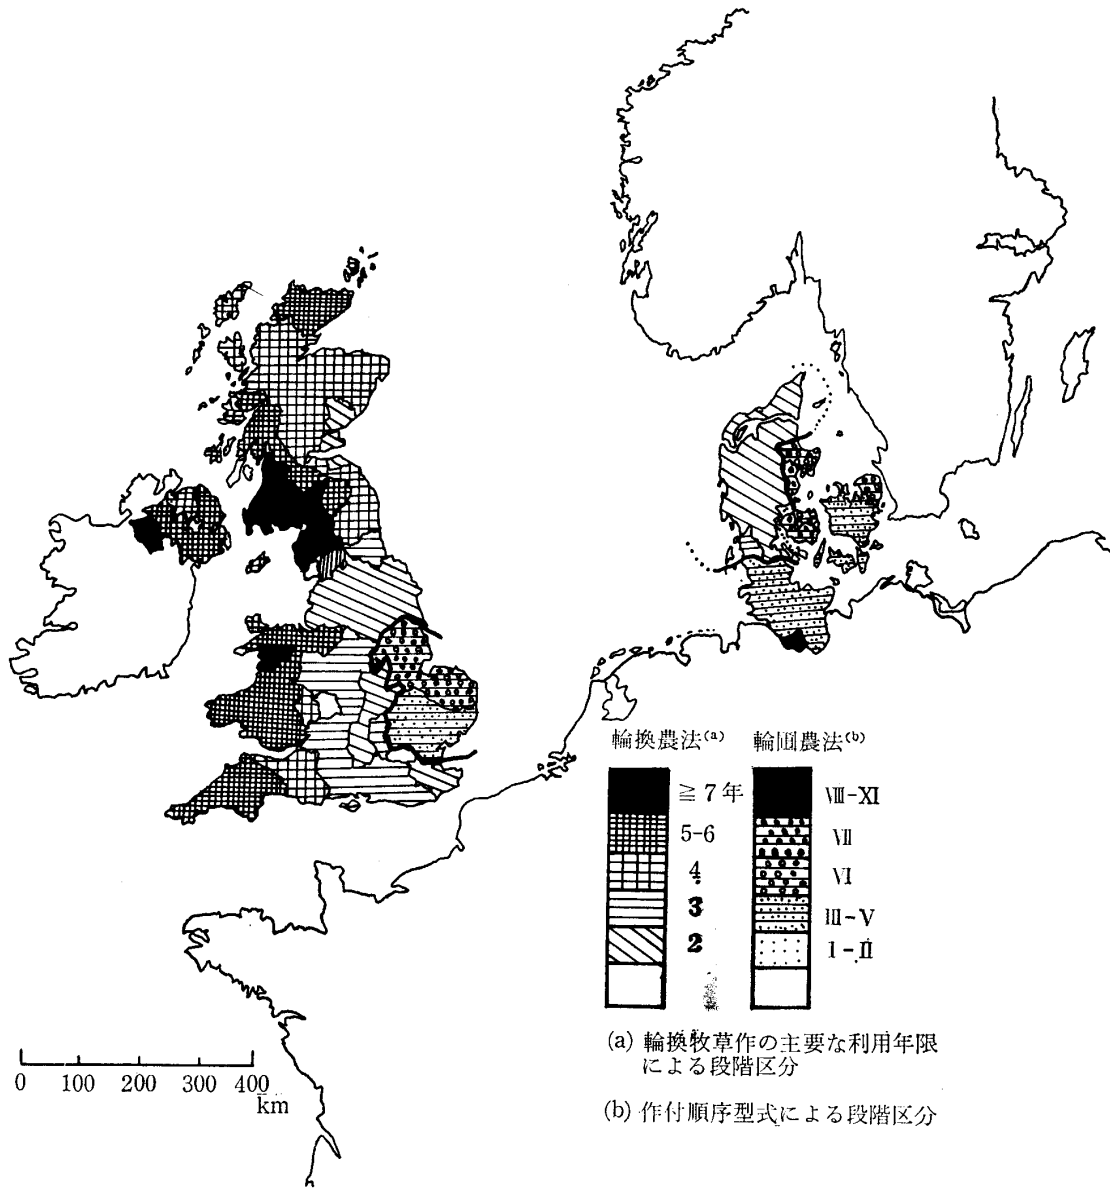 輪換農法(a)
輪圃農法(b)
≧7年
Ⅷ-Ⅺ
5-6
Ⅶ
4
Ⅵ
3
Ⅲ-Ⅴ
2
Ⅰ-Ⅱ
(a) 輪換牧草作の主要な利用年限
による段階区分
(b) 作付順序型式による段階区分
0 100 200 300 400
km